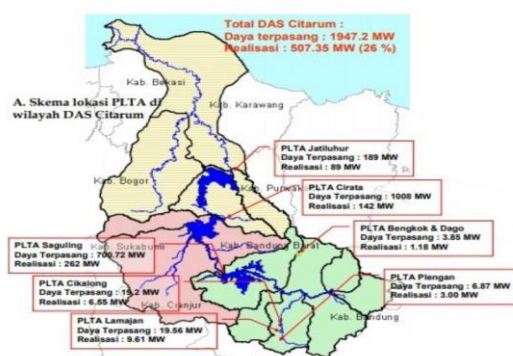 Total DAS Citarum :
Daya terpasang : 1947.2 MW
Realisasi : 507.35 MW (26 %)
Kab. Bekasi
A. Skema lokasi PLTA di
wilayah DAS Citarum
Kab. Karawang
PLTA Jatiluhur
Daya Terpasang : 189 MW
Realisasi : 89 MW
Kab. Bogor
Kab. Purwak
PLTA Cirata
Daya Terpasang : 1008 MW
Realisasi : 142 MW
PLTA Bengkok & Dago
Daya Terpasang : 3.85 MW
Realisasi : 1.18 MW
Kab. Sukabumi
Kab. Bandung Barat
PLTA Saguling
Daya Terpasang : 700.72 MW
Realisasi : 262 MW
PLTA Plengan
Daya Terpasang : 6.87 MW
Realisasi : 3.00 MW
PLTA Cikalong
Daya Terpasang : 19.2 MW
Realisasi : 6.55 MW
Kab. Cianjur
Kab. Bandung
PLTA Lamajan
Daya Terpasang : 19.56 MW
Realisasi : 9.61 MW